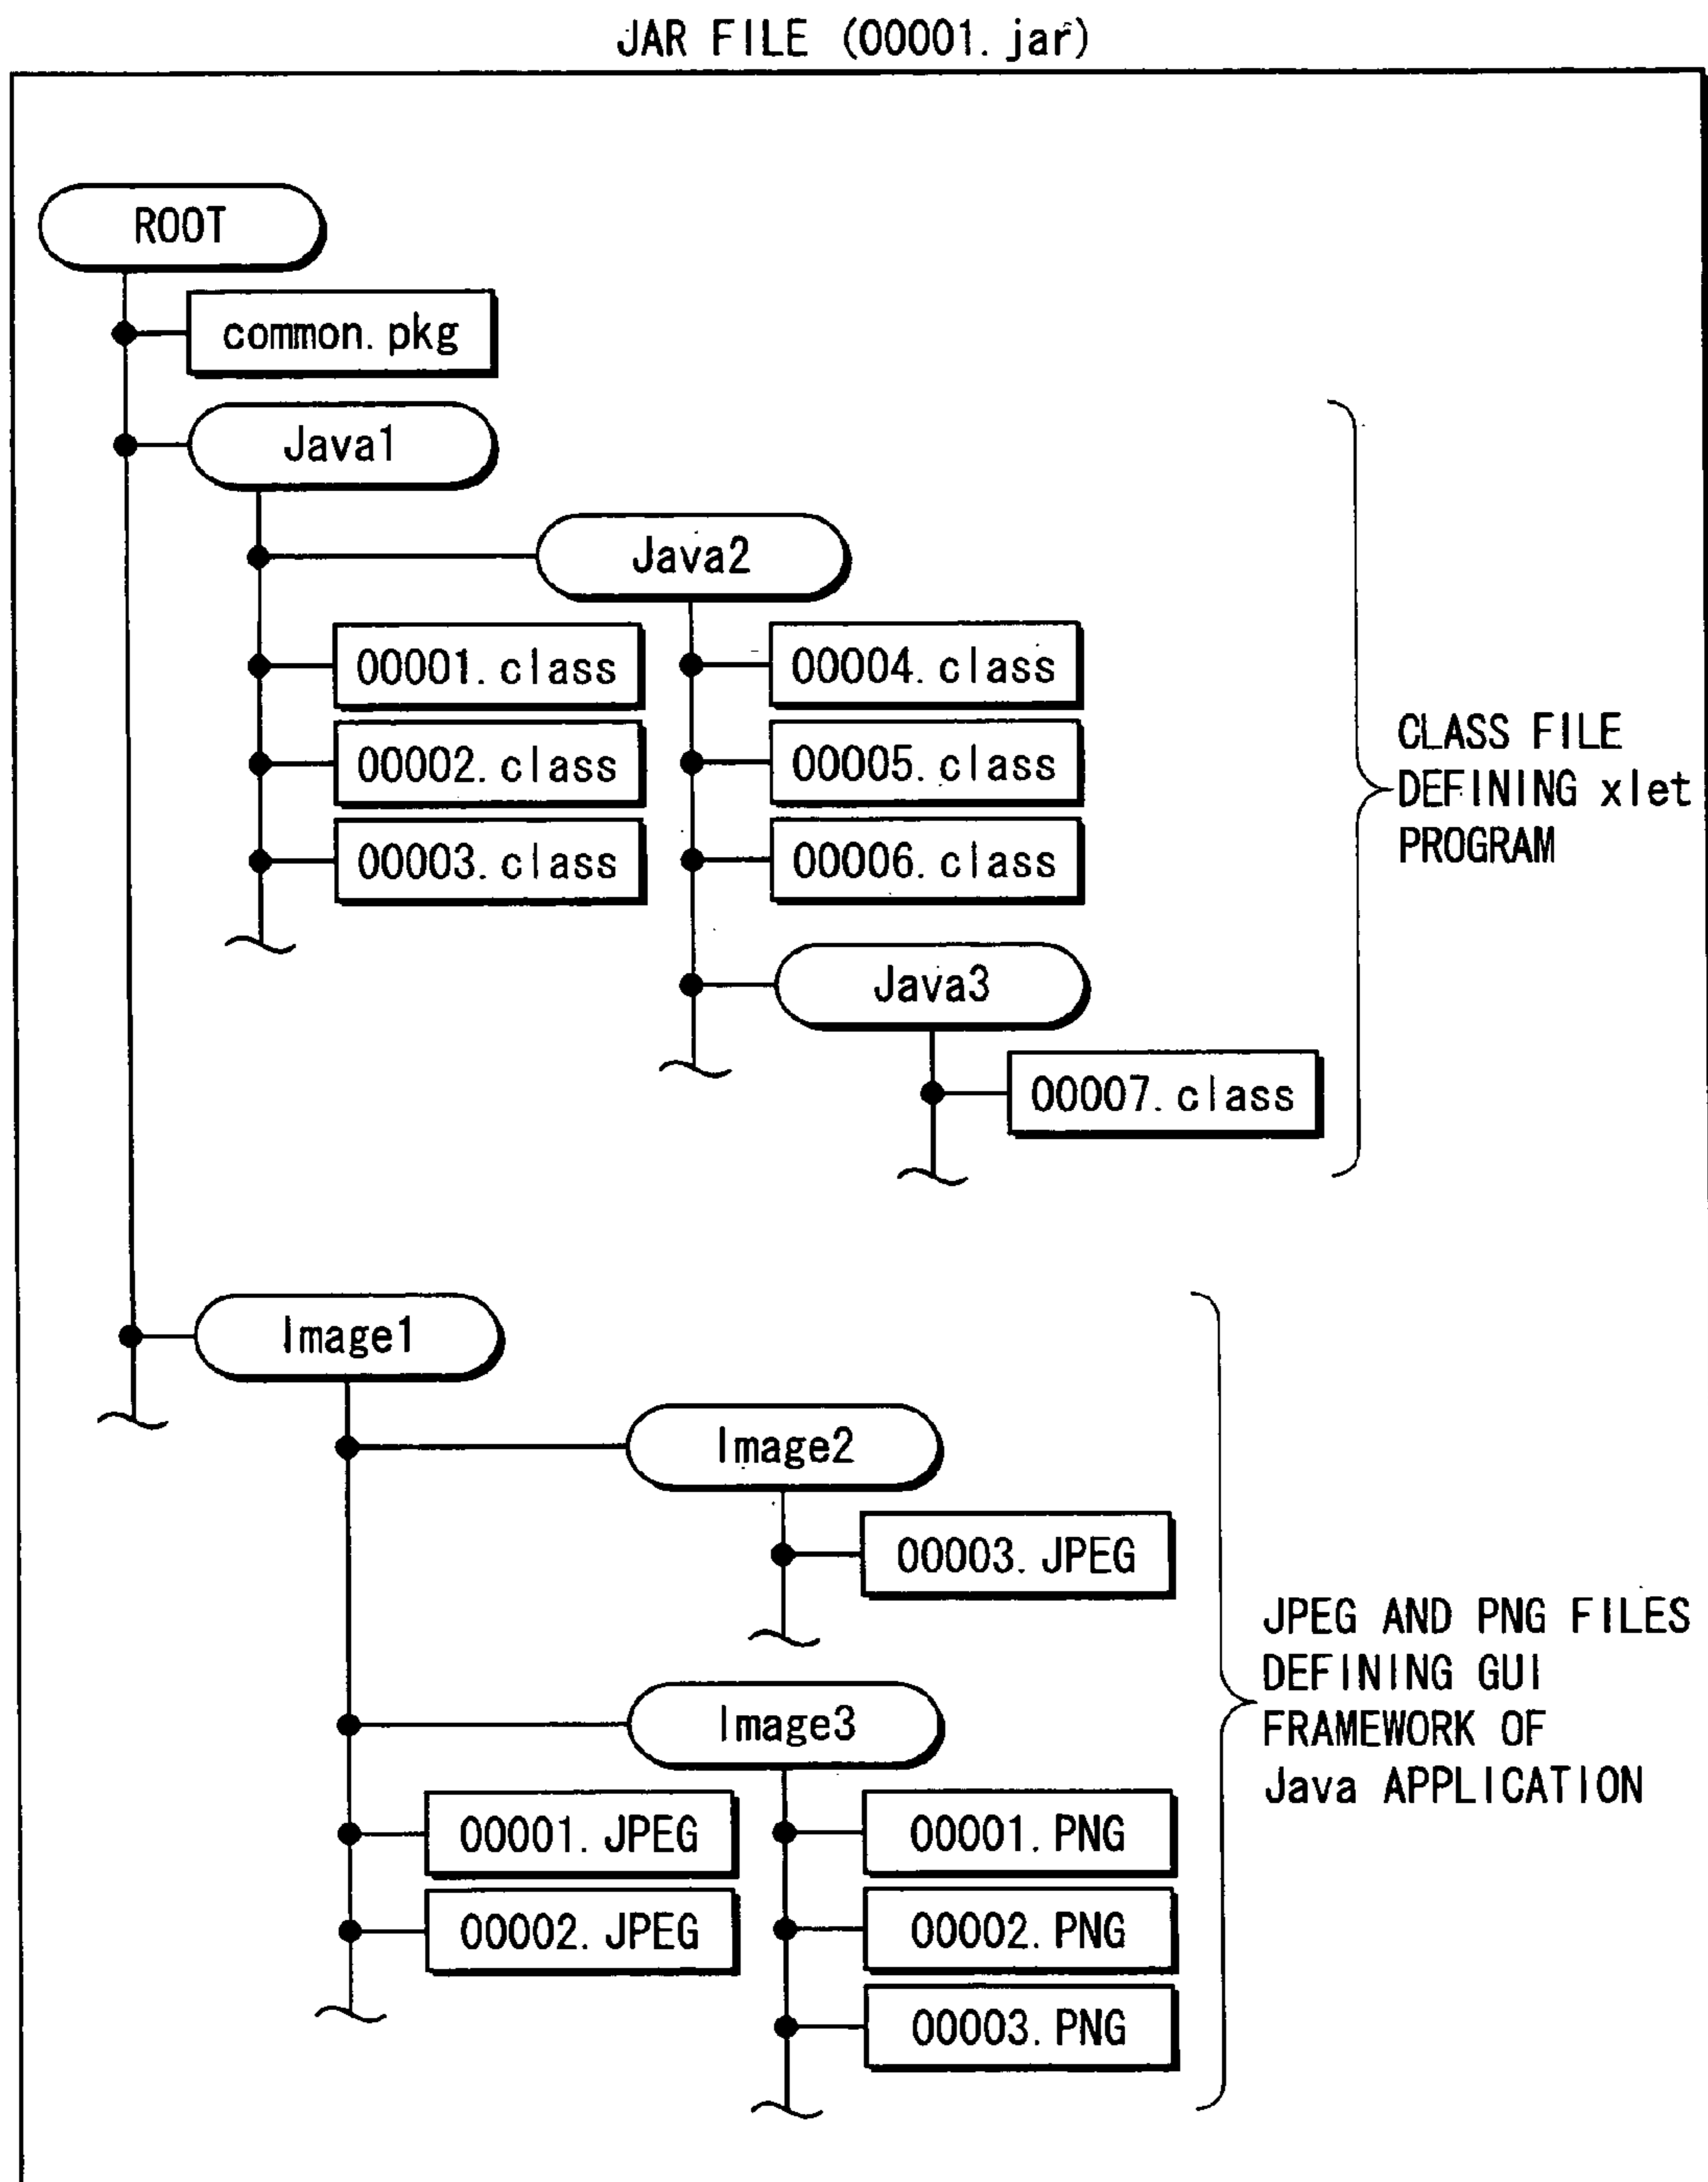 JAR FILE (00001.jar)
ROOT
common.pkg
Java1
Java2
00001.class
00004.class
00002.class
00005.class
00003.class
00006.class
Java3
00007.class
CLASS FILE
DEFINING xlet
PROGRAM
Image1
Image2
00003.JPEG
Image3
00001.JPEG
00001.PNG
00002.JPEG
00002.PNG
00003.PNG
JPEG AND PNG FILES
DEFINING GUI
FRAMEWORK OF
Java APPLICATION